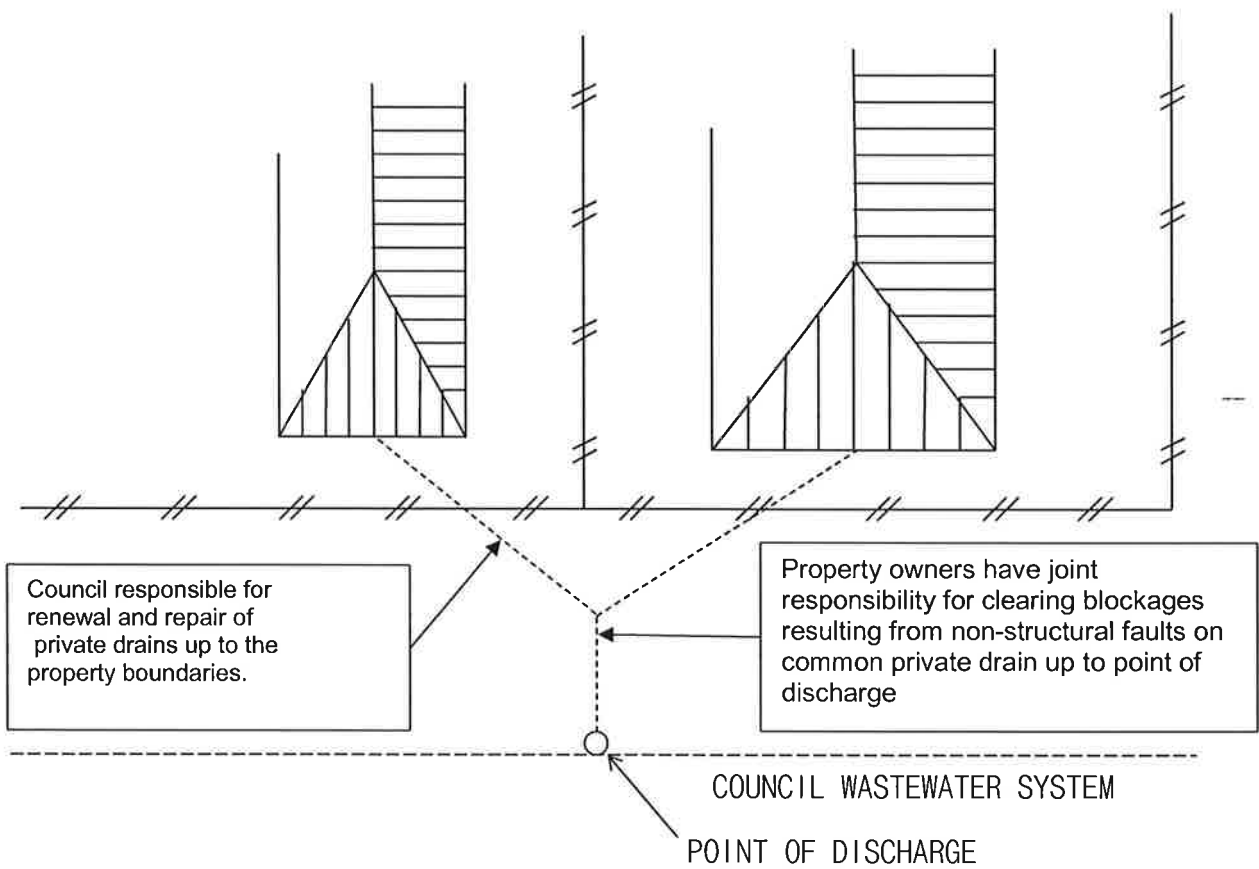 Council responsible for
renewal and repair of
private drains up to the
property boundaries.
Property owners have joint
responsibility for clearing blockages
resulting from non-structural faults on
common private drain up to point of
discharge
COUNCIL WASTEWATER SYSTEM
POINT OF DISCHARGE